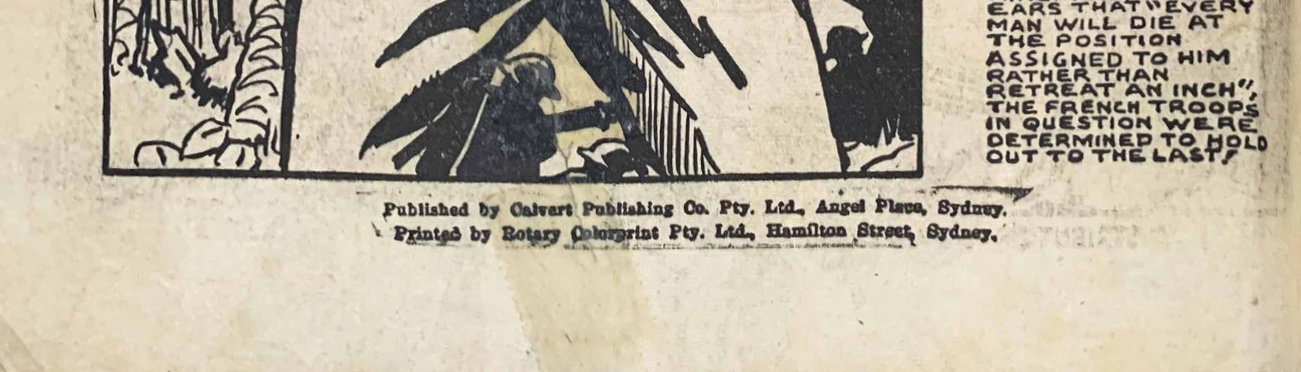 EARS THAT "EVERY
MAN WILL DIE AT
THE POSITION
ASSIGNED TO HIM
RATHER THAN
RETREAT AN INCH",
THE FRENCH TROOPS
IN QUESTION WERE
DETERMINED TO HOLD
OUT TO THE LAST!
Published by Calvert Publishing Co. Pty. Ltd., Angel Place, Sydney.
Printed by Rotary Colorprint Pty. Ltd., Hamilton Street, Sydney.